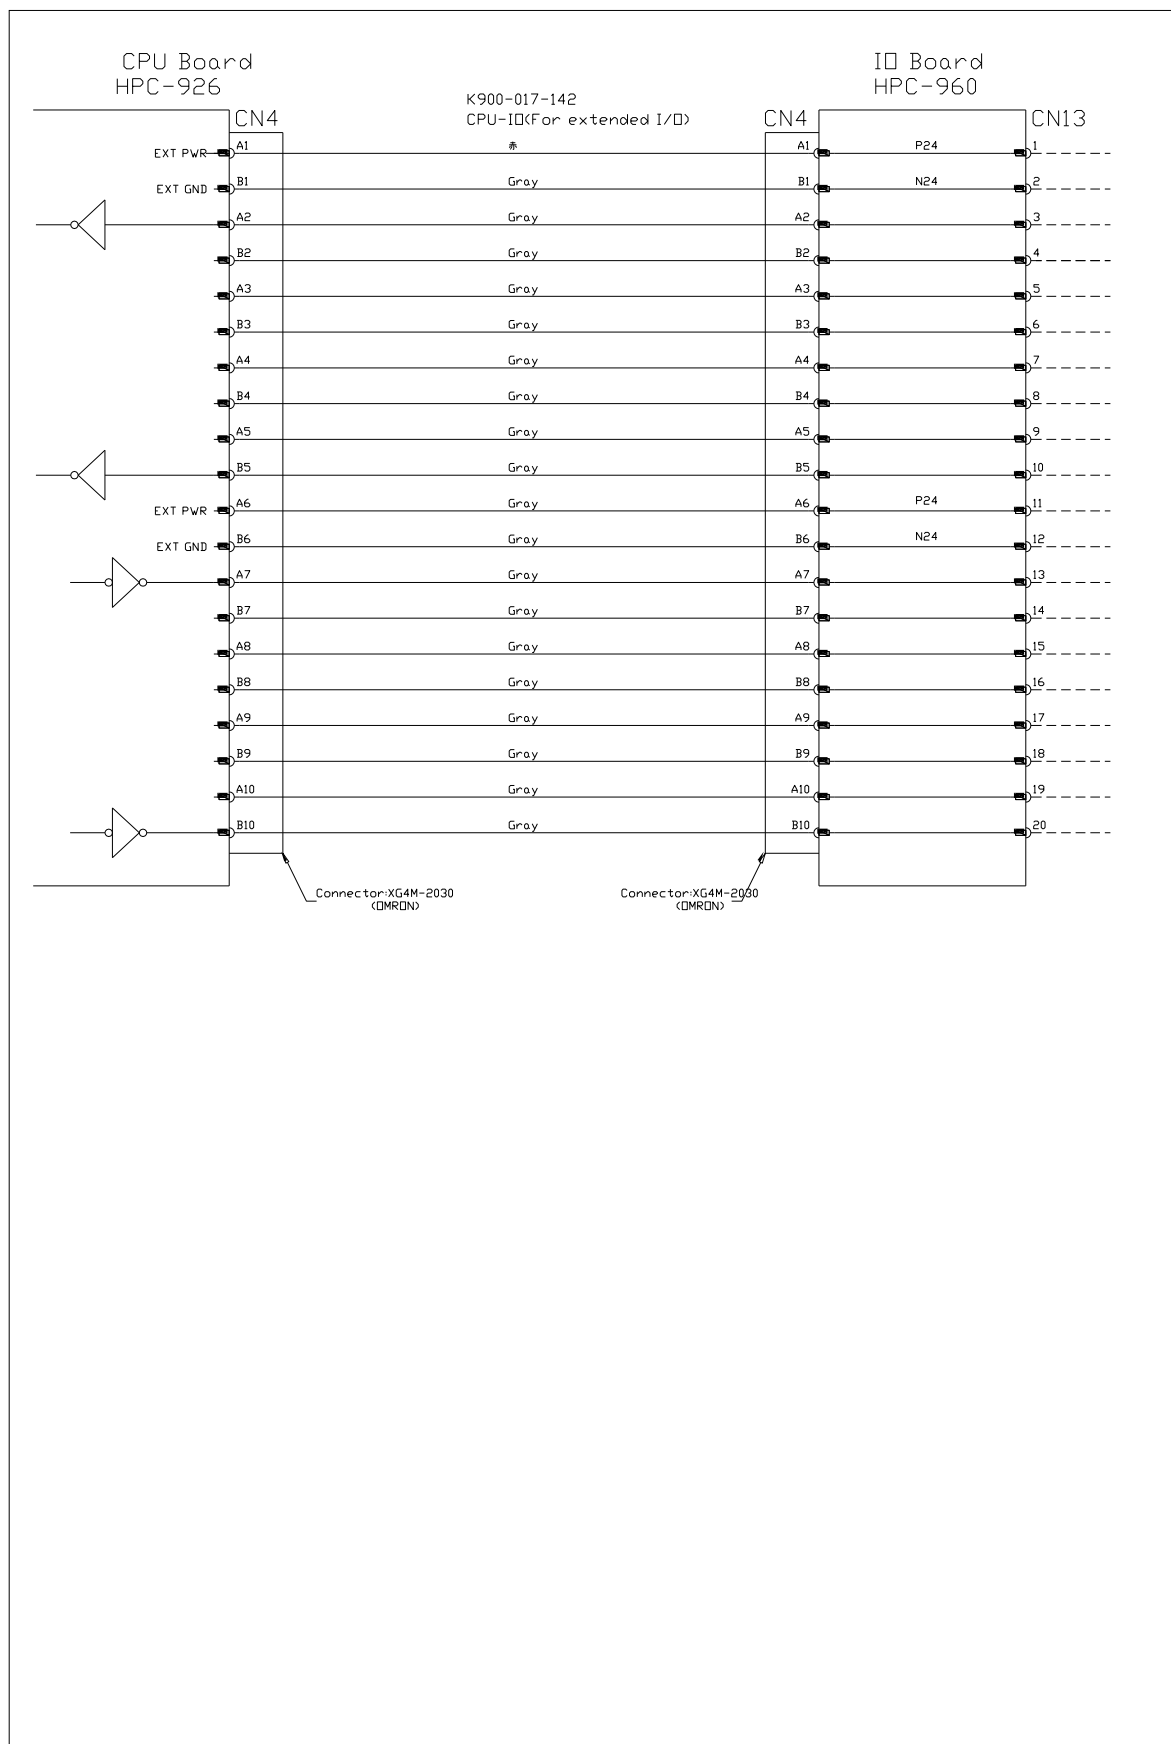 CPU Board
HPC-926
IO Board
HPC-960
K900-017-142
CPU-IO(For extended I/O)
CN4
CN4
CN13
EXT PWR A1 赤 A1 P24 1
EXT GND B1 Gray B1 N24 2
A2 Gray A2 3
B2 Gray B2 4
A3 Gray A3 5
B3 Gray B3 6
A4 Gray A4 7
B4 Gray B4 8
A5 Gray A5 9
B5 Gray B5 10
EXT PWR A6 Gray A6 P24 11
EXT GND B6 Gray B6 N24 12
A7 Gray A7 13
B7 Gray B7 14
A8 Gray A8 15
B8 Gray B8 16
A9 Gray A9 17
B9 Gray B9 18
A10 Gray A10 19
B10 Gray B10 20
Connector:XG4M-2030
(OMRON)
Connector:XG4M-2030
(OMRON)